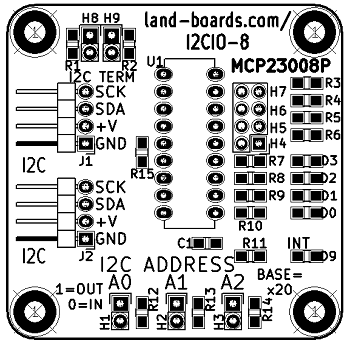 H8 H9
land-boards.com/
I2CIO-8
R1 R2
I2C TERM
U1
MCP23008P
SCK
SDA
+V
GND
I2C
J1
R15
H7
H6
H5
H4
R3
R4
R5
R6
R7
R8
R9
R10
D3
D2
D1
D0
SCK
SDA
+V
GND
I2C
J2
C1
R11
INT
D9
I2C ADDRESS
1=OUT
0=IN
A0
A1
A2
BASE=
x20
H1
R12
H2
R13
H3
R14